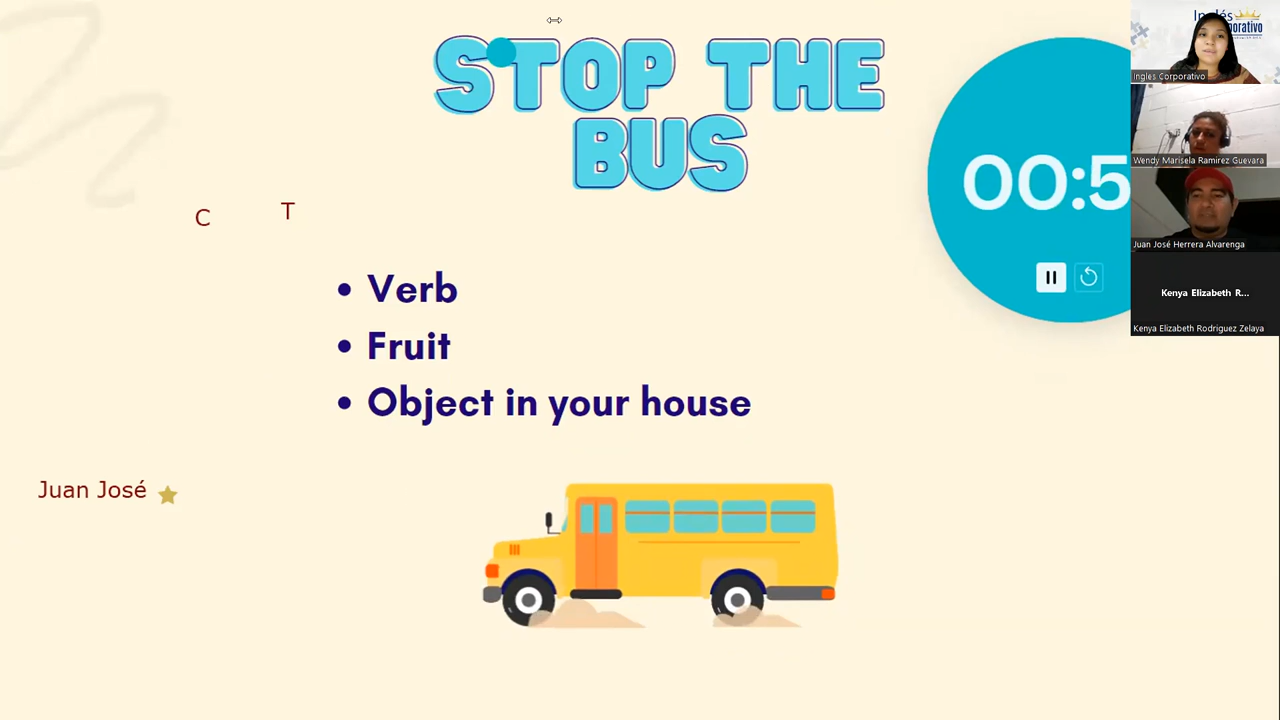 STOP THE
BUS
C T
• Verb
• Fruit
• Object in your house
Juan José
00:5
Inglés
Ingles Corporativo
Wendy Marisela Ramirez Guevara
Juan José Herrera Alvarenga
Kenya Elizabeth R...
Kenya Elizabeth Rodriguez Zelaya